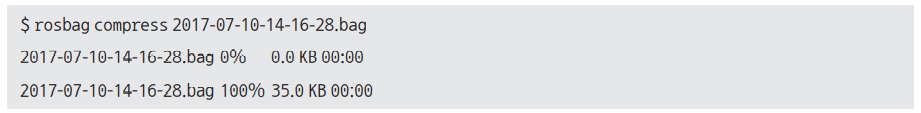 $ rosbag compress 2017-07-10-14-16-28.bag
2017-07-10-14-16-28.bag 0% 0.0 KB 00:00
2017-07-10-14-16-28.bag 100% 35.0 KB 00:00